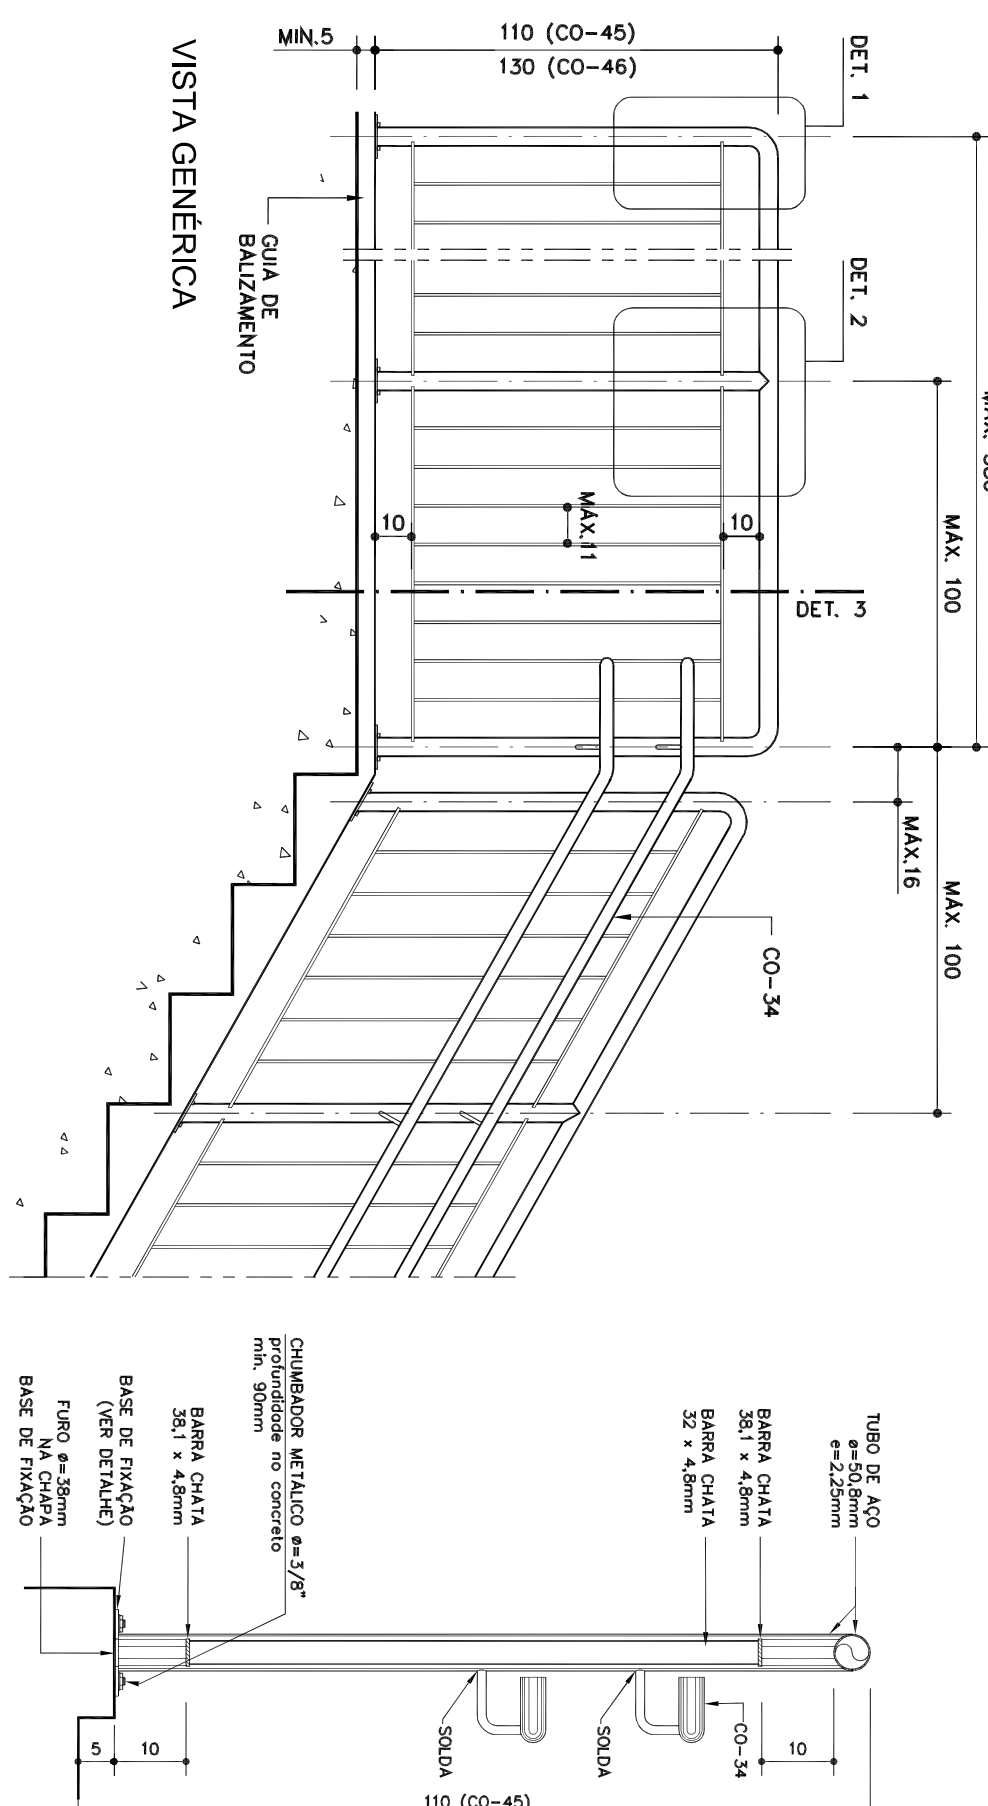 MIN.5
110 (CO-45)
130 (CO-46)
DET. 1
VISTA GENÉRICA
GUIA DE
BALIZAMENTO
DET. 2
MÁX. 100
10
MÁX.11
10
DET. 3
MÁX.16
MÁX. 100
CO-34
TUBO DE AÇO
ø=50,8mm
e=2,25mm
BARRA CHATA
38,1 x 4,8mm
BARRA CHATA
32 x 4,8mm
CHUMBADOR METÁLICO ø=3/8"
profundidade no concreto
min. 90mm
BARRA CHATA
38,1 x 4,8mm
BASE DE FIXAÇÃO
(VER DETALHE)
FURO ø=38mm
NA CHAPA
BASE DE FIXAÇÃO
SOLDA
SOLDA
CO-34
5
10
10
110 (CO-45)